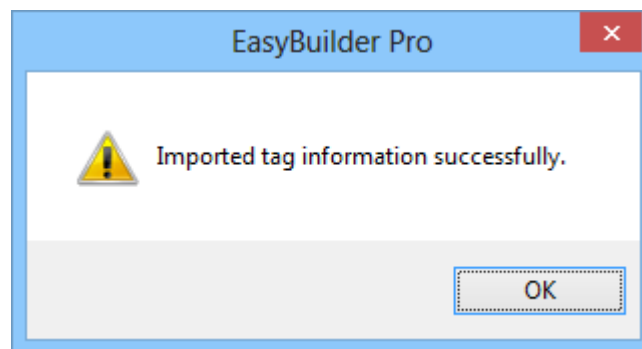 EasyBuilder Pro
Imported tag information successfully.
OK